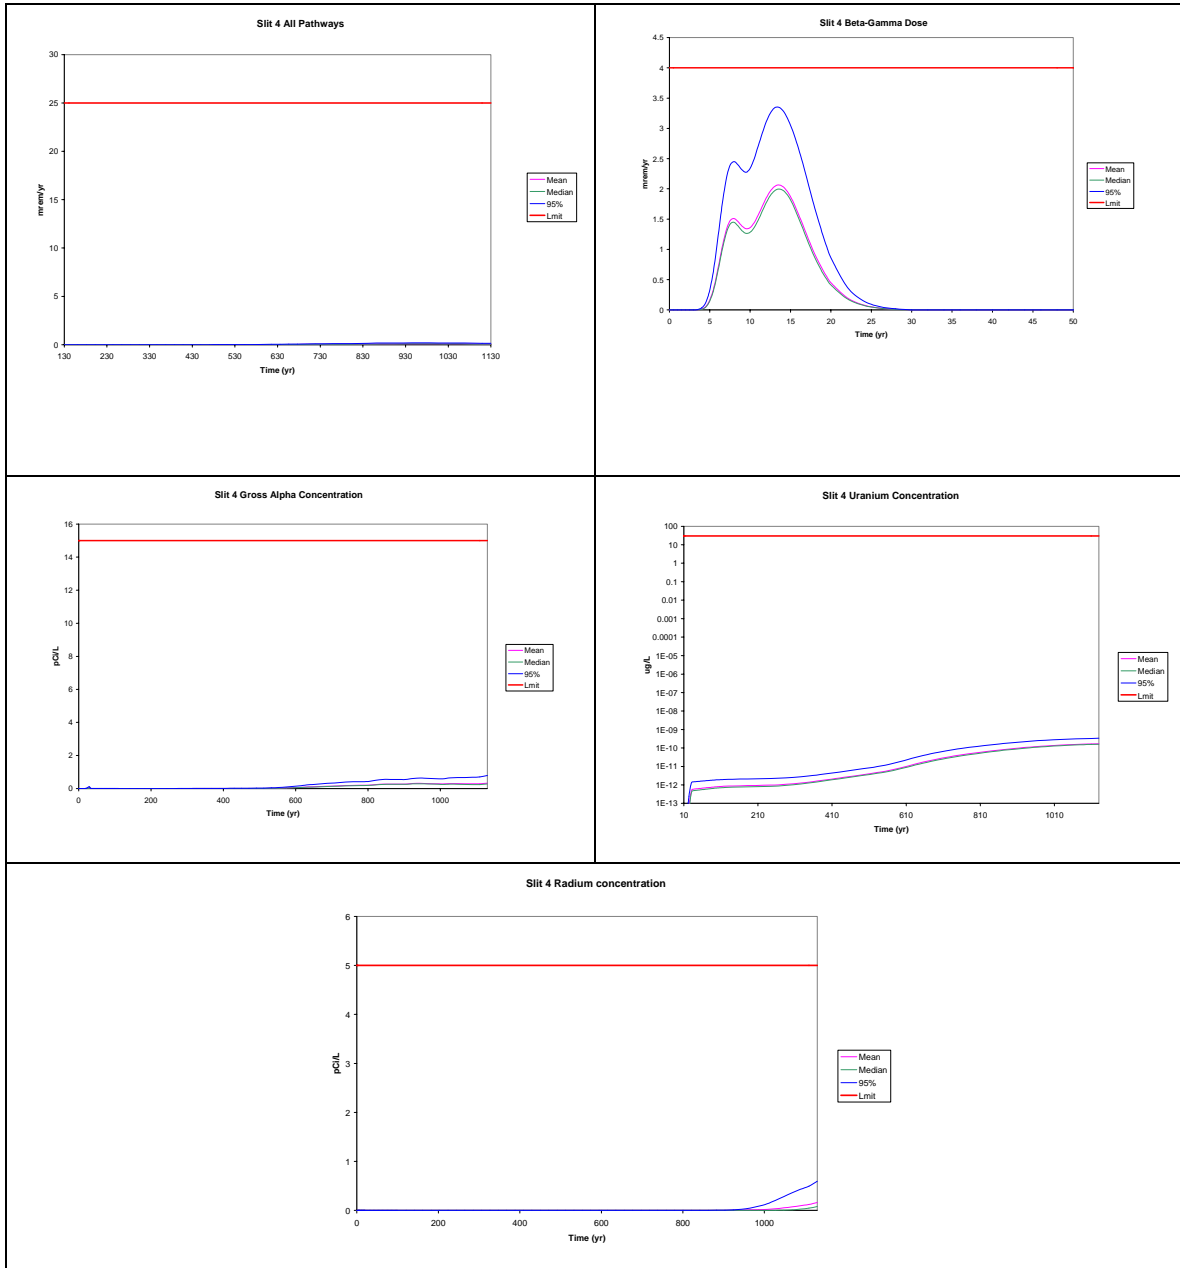 Slit 4 All Pathways
30
25
20
15
10
5
0
mrem/yr
130 230 330 430 530 630 730 830 930 1030 1130
Time (yr)
Mean
Median
95%
Lmit
Slit 4 Beta-Gamma Dose
4.5
4
3.5
3
2.5
2
1.5
1
0.5
0
mrem/yr
0 5 10 15 20 25 30 35 40 45 50
Time (yr)
Mean
Median
95%
Lmit
Slit 4 Gross Alpha Concentration
16
14
12
10
8
6
4
2
0
pCi/L
0 200 400 600 800 1000
Time (yr)
Mean
Median
95%
Lmit
Slit 4 Uranium Concentration
100
10
1
0.1
0.01
0.001
0.0001
1E-05
1E-06
1E-07
1E-08
1E-09
1E-10
1E-11
1E-12
1E-13
ug/L
10 210 410 610 810 1010
Time (yr)
Mean
Median
95%
Lmit
Slit 4 Radium concentration
6
5
4
3
2
1
0
pCi/L
0 200 400 600 800 1000
Time (yr)
Mean
Median
95%
Lmit